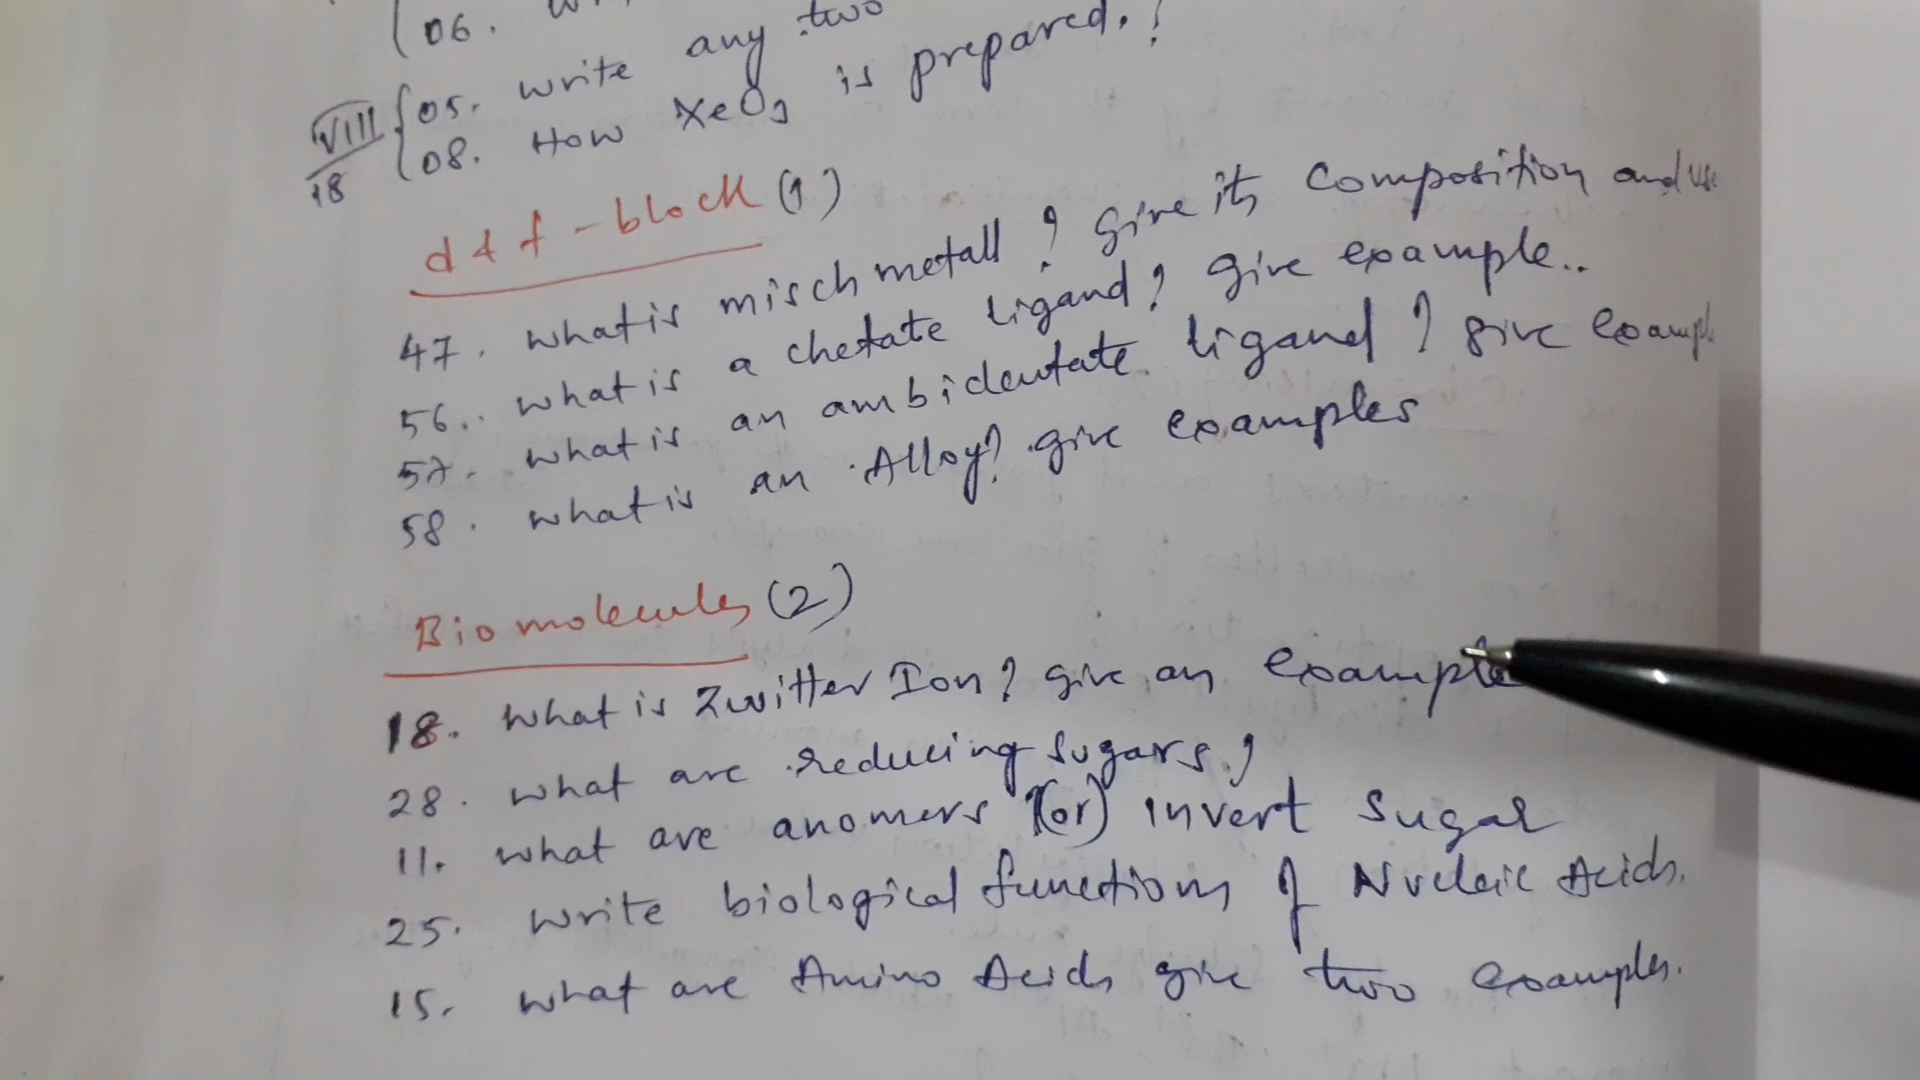 06.
VIII 05. write any two
18 08. How XeO3 is prepared.?
d & f - block (1)
47. what is misch metall? give its composition and use
56.. what is a chetate ligand? give example..
57. what is an ambidentate ligand? give exampl
58. what is an Alloy? give examples
Biomolecules (2)
18. what is Zwitter Ion? give an example
28. what are reducing sugars?
11. what are anomers? (or) invert sugar
25. write biological functions of Nucleic Acids.
15. what are Amino Acids give two examples.